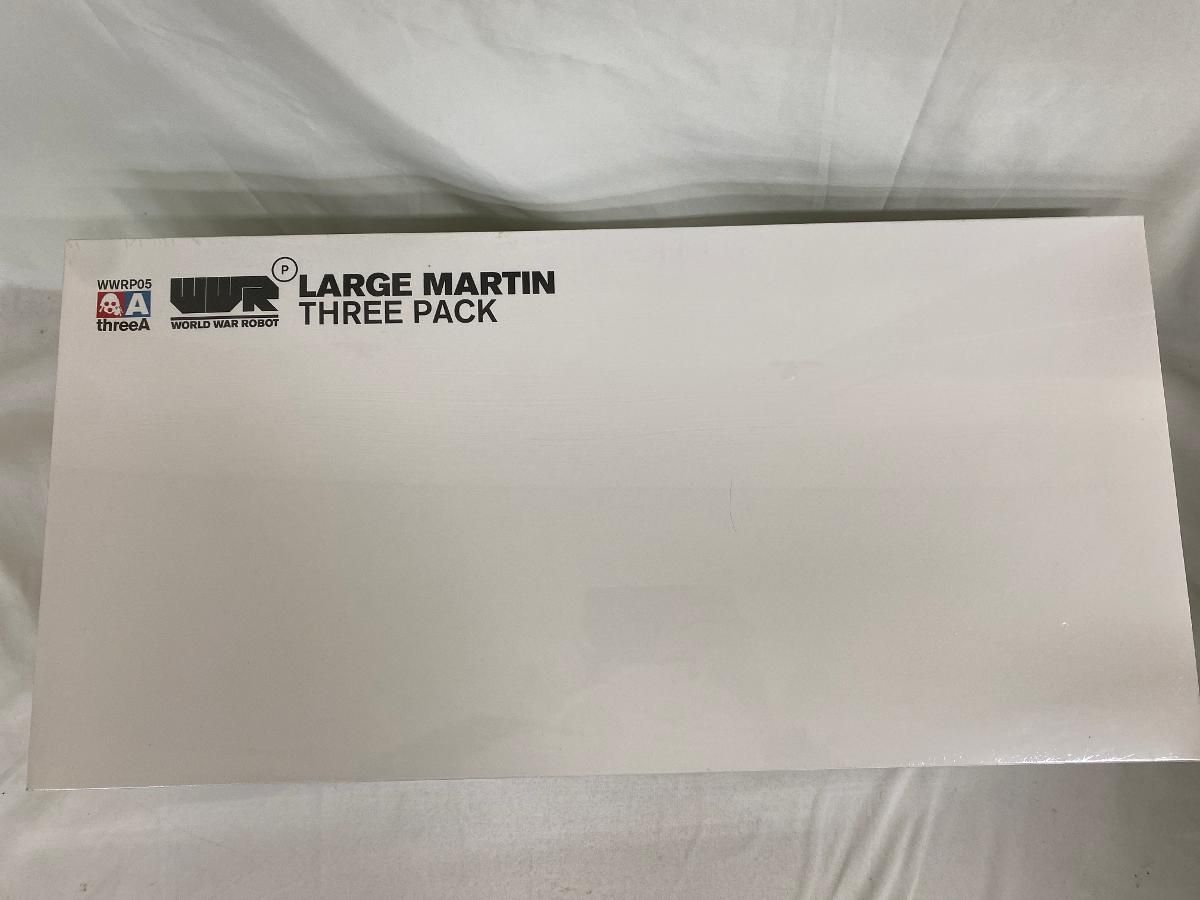 WWRP05
A
threeA
WWR
P
WORLD WAR ROBOT
LARGE MARTIN
THREE PACK